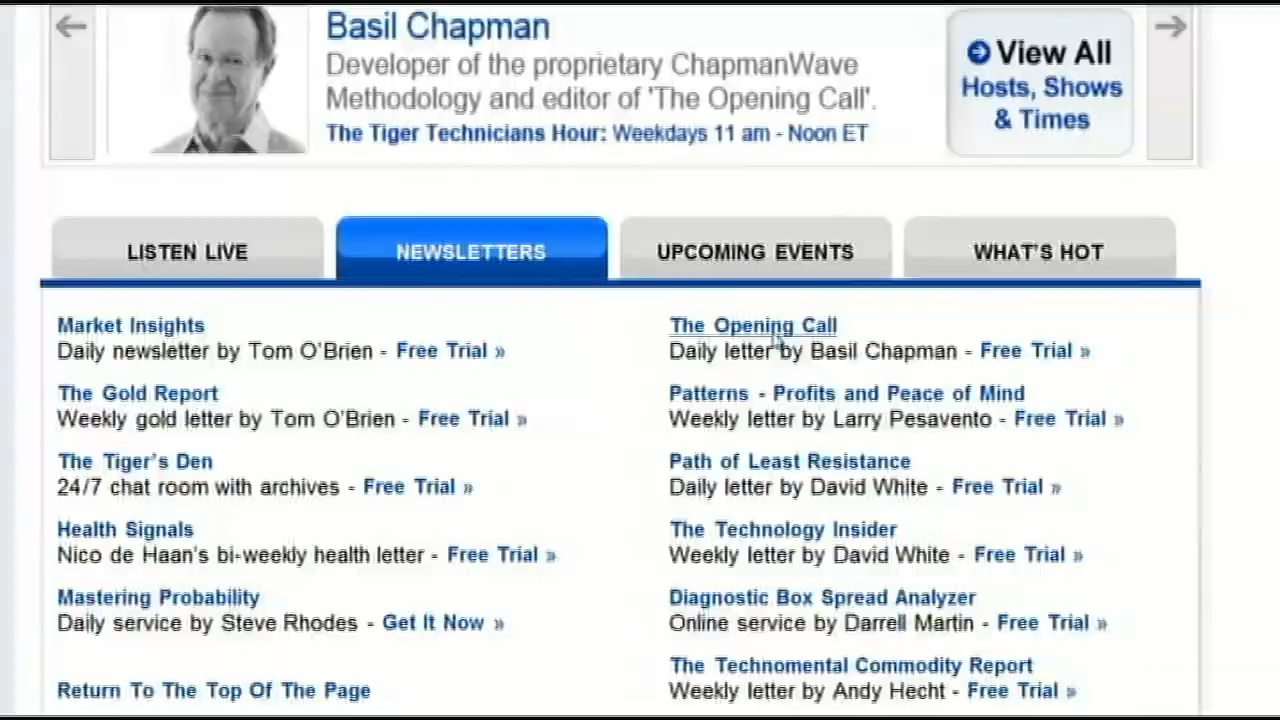 Basil Chapman
Developer of the proprietary ChapmanWave
Methodology and editor of 'The Opening Call'.
The Tiger Technicians Hour: Weekdays 11 am - Noon ET
View All
Hosts, Shows
& Times
LISTEN LIVE
NEWSLETTERS
UPCOMING EVENTS
WHAT'S HOT
Market Insights
Daily newsletter by Tom O'Brien - Free Trial »
The Gold Report
Weekly gold letter by Tom O'Brien - Free Trial »
The Tiger's Den
24/7 chat room with archives - Free Trial »
Health Signals
Nico de Haan's bi-weekly health letter - Free Trial »
Mastering Probability
Daily service by Steve Rhodes - Get It Now »
Return To The Top Of The Page
The Opening Call
Daily letter by Basil Chapman - Free Trial »
Patterns - Profits and Peace of Mind
Weekly letter by Larry Pesavento - Free Trial »
Path of Least Resistance
Daily letter by David White - Free Trial »
The Technology Insider
Weekly letter by David White - Free Trial »
Diagnostic Box Spread Analyzer
Online service by Darrell Martin - Free Trial »
The Technomental Commodity Report
Weekly letter by Andy Hecht - Free Trial »